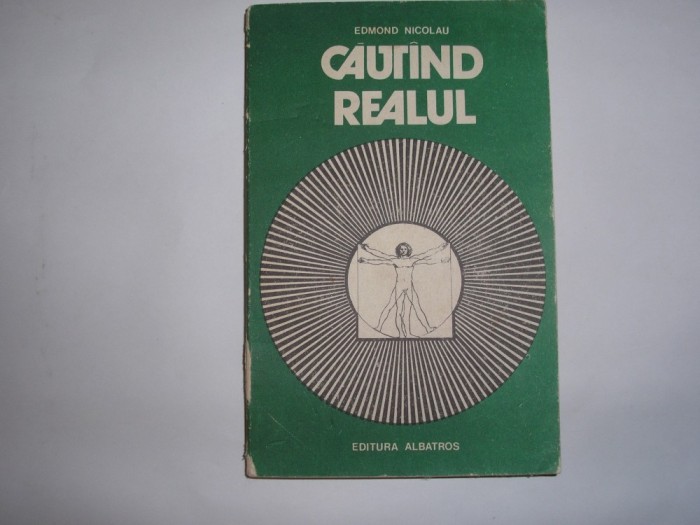 EDMOND NICOLAU
CĂUTÎND
REALUL
EDITURA ALBATROS